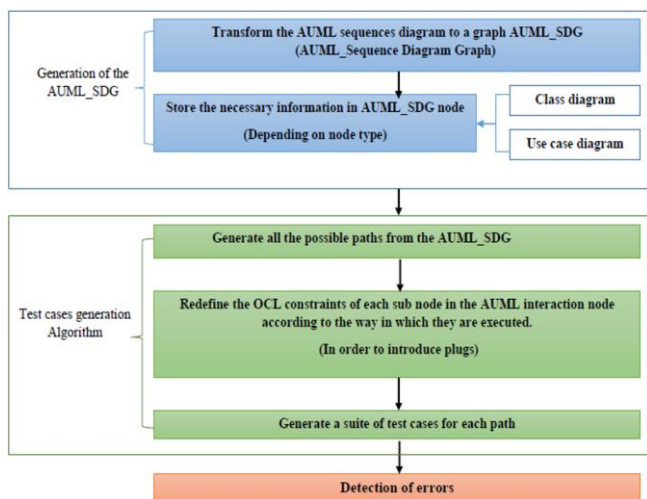 Transform the AUML sequences diagram to a graph AUML_SDG
(AUML_Sequence Diagram Graph)
Generation of the
AUML_SDG
Store the necessary information in AUML_SDG node
(Depending on node type)
Class diagram
Use case diagram
Generate all the possible paths from the AUML_SDG
Test cases generation
Algorithm
Redefine the OCL constraints of each sub node in the AUML interaction node
according to the way in which they are executed.
(In order to introduce plugs)
Generate a suite of test cases for each path
Detection of errors